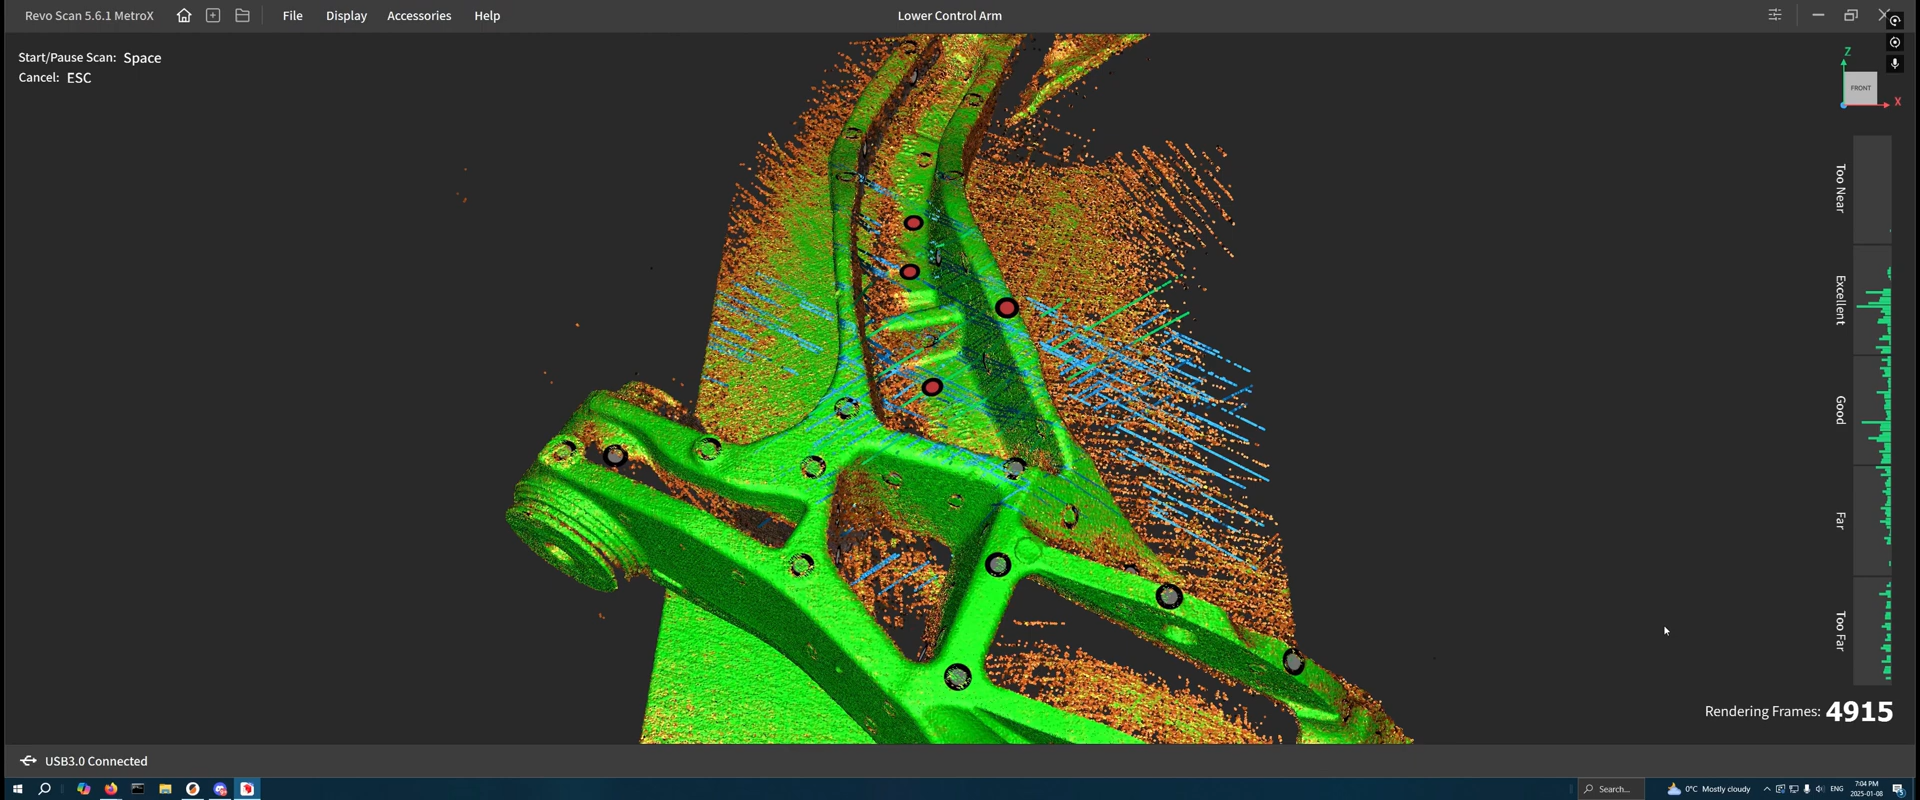 Revo Scan 5.6.1 MetroX
File
Display
Accessories
Help
Lower Control Arm
Start/Pause Scan: Space
Cancel: ESC
Z
FRONT
X
Too Near
Excellent
Good
Far
Too Far
Rendering Frames: 4915
USB3.0 Connected
Search...
0°C Mostly cloudy
ENG
7:04 PM
2025-01-08